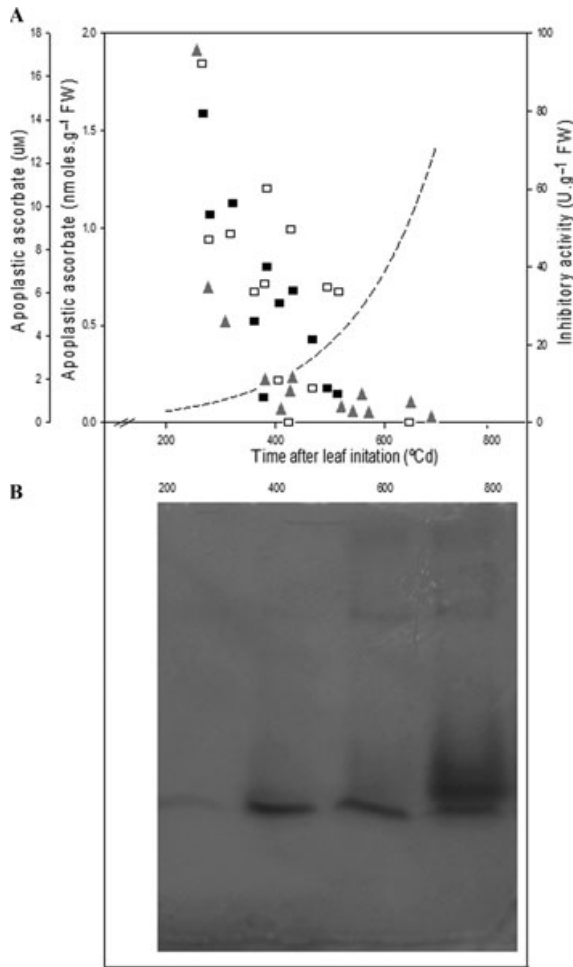 A
Apoplastic ascorbate (uM)
18
16
14
12
10
8
6
4
2
0
Apoplastic ascorbate (nmoles.g⁻¹ FW)
2.0
1.5
1.0
0.5
0.0
100
80
60
40
20
0
Inhibitory activity (U.g⁻¹ FW)
200 400 600 800
Time after leaf initation (ºCd)
B
200 400 600 800